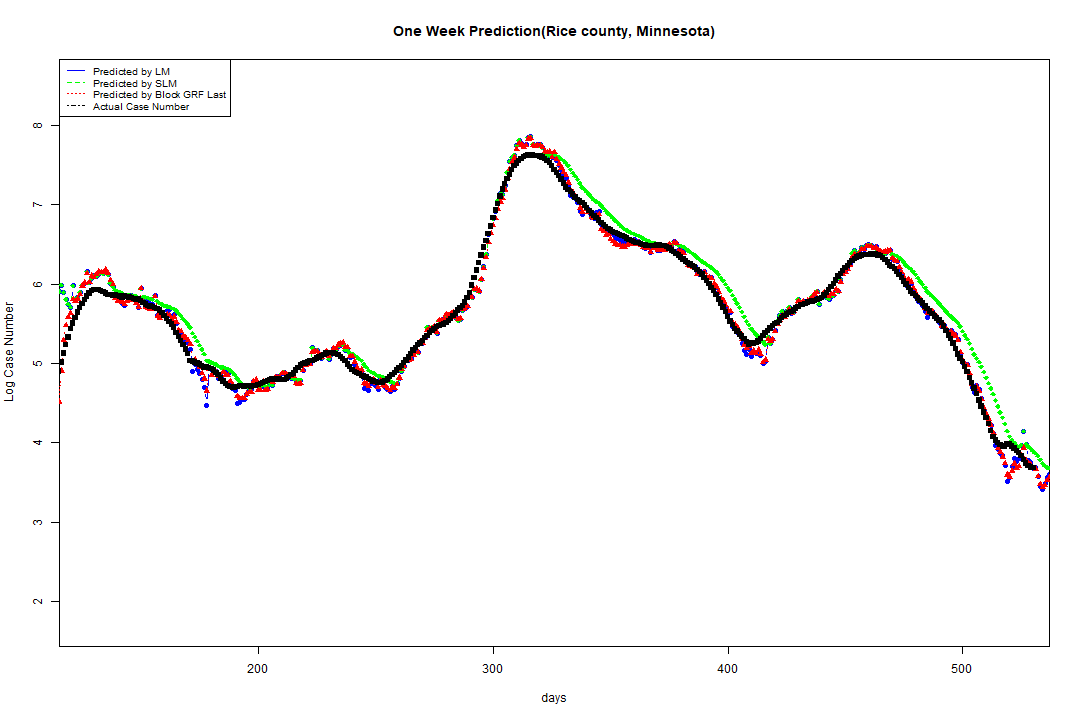 One Week Prediction(Rice county, Minnesota)
Predicted by LM
Predicted by SLM
Predicted by Block GRF Last
Actual Case Number
8
7
6
5
4
3
2
Log Case Number
200 300 400 500
days